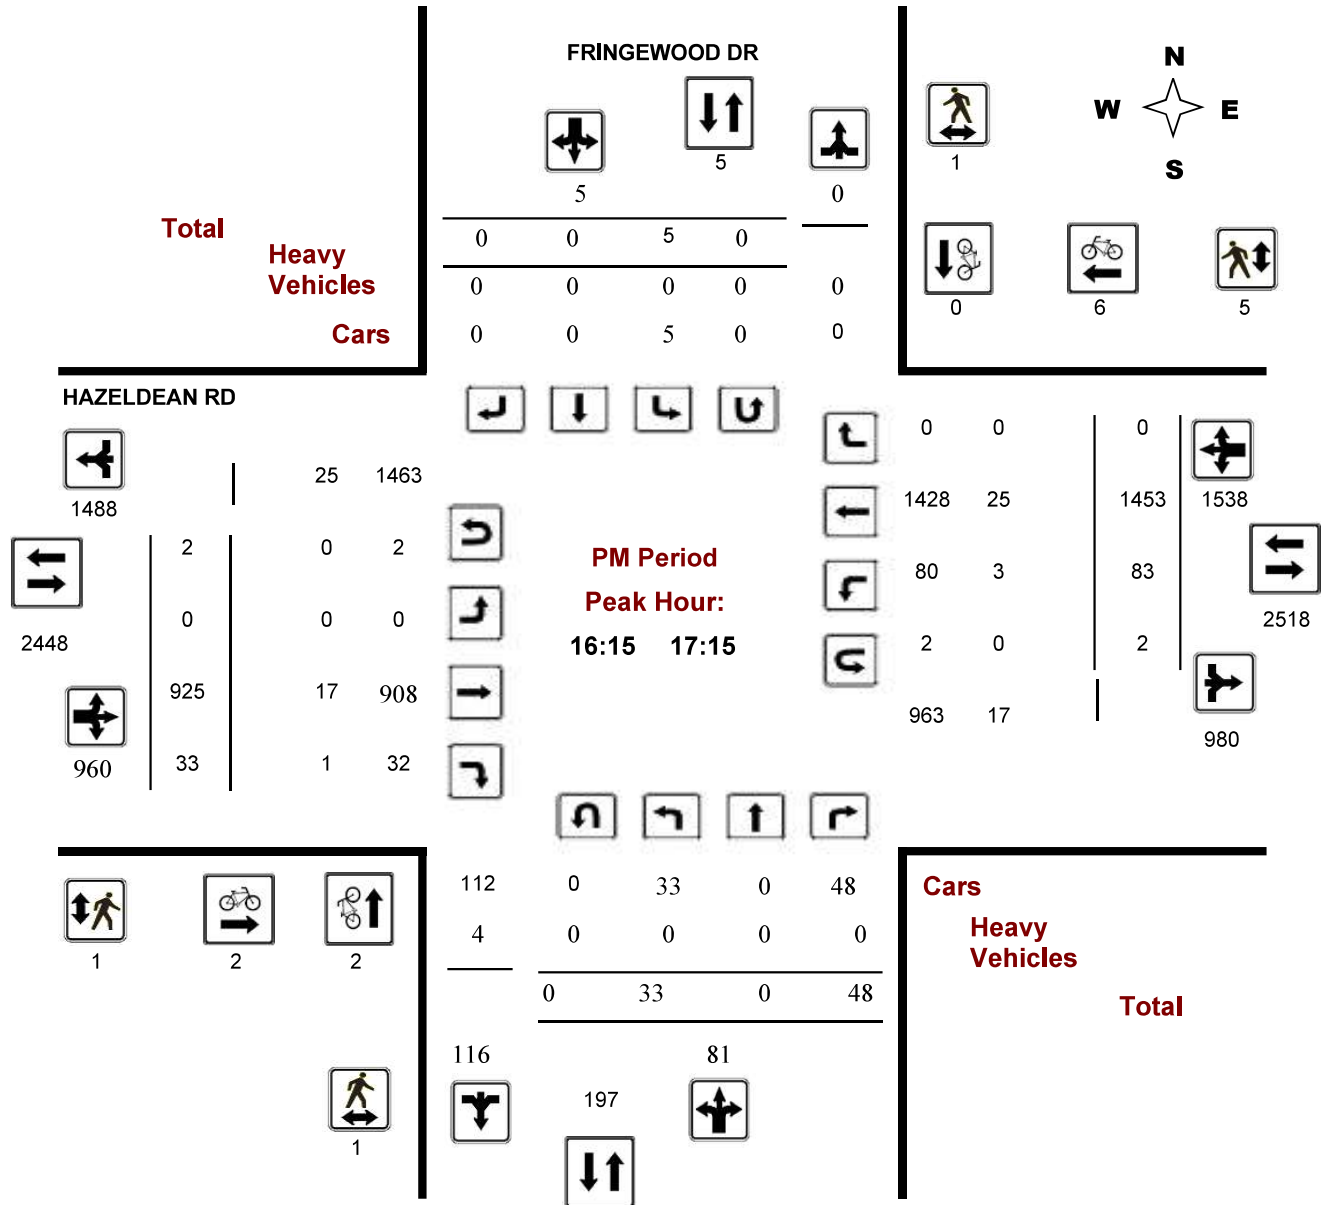 FRINGEWOOD DR
N
W E
S
5
1
5 0
Total
0 0 5 0
Heavy
Vehicles
0 0 0 0 0
0 6 5
Cars
0 0 5 0 0
HAZELDEAN RD
0 0 0
25 1463
1488
1428 25 1453 1538
2 0 2
PM Period
80 3 83
Peak Hour:
0 0 0
2448
16:15 17:15
2 0 2
2518
925 17 908
963 17
980
960 33 1 32
112 0 33 0 48
Cars
4 0 0 0 0
Heavy
Vehicles
1 2 2
0 33 0 48
Total
116 81
197
1